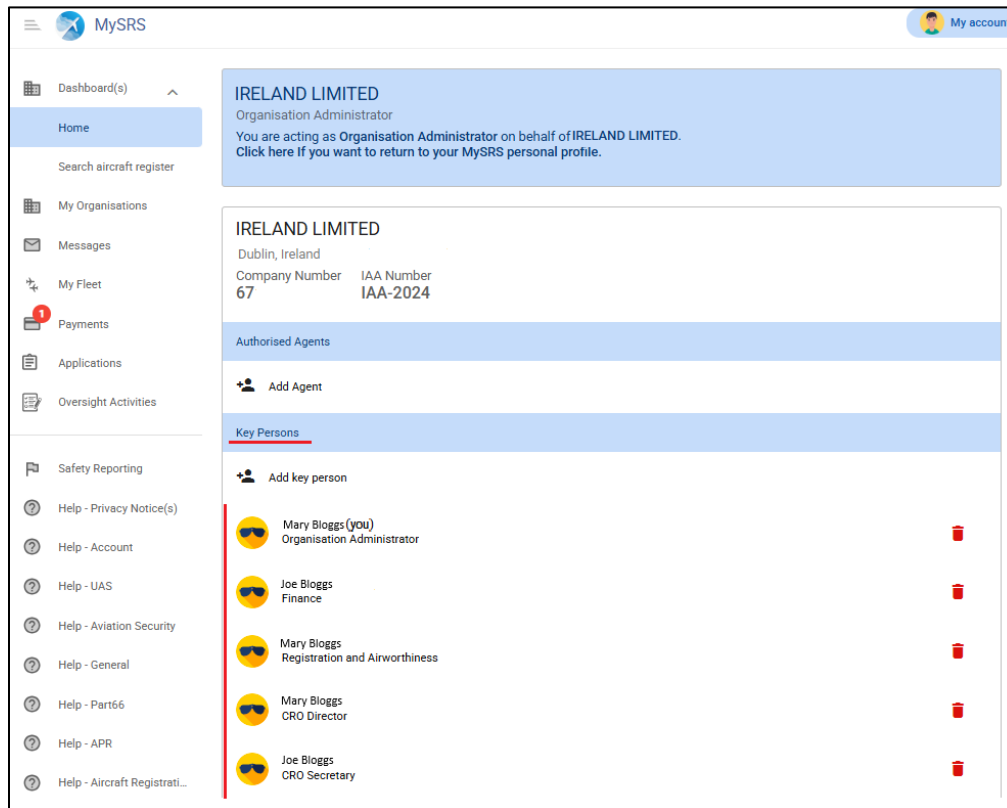 MySRS
My accoun
Dashboard(s)
Home
Search aircraft register
My Organisations
Messages
My Fleet
1
Payments
Applications
Oversight Activities
Safety Reporting
Help - Privacy Notice(s)
Help - Account
Help - UAS
Help - Aviation Security
Help - General
Help - Part66
Help - APR
Help - Aircraft Registrati...
IRELAND LIMITED
Organisation Administrator
You are acting as Organisation Administrator on behalf of IRELAND LIMITED.
Click here If you want to return to your MySRS personal profile.
IRELAND LIMITED
Dublin, Ireland
Company Number IAA Number
67 IAA-2024
Authorised Agents
Add Agent
Key Persons
Add key person
Mary Bloggs (you)
Organisation Administrator
Joe Bloggs
Finance
Mary Bloggs
Registration and Airworthiness
Mary Bloggs
CRO Director
Joe Bloggs
CRO Secretary